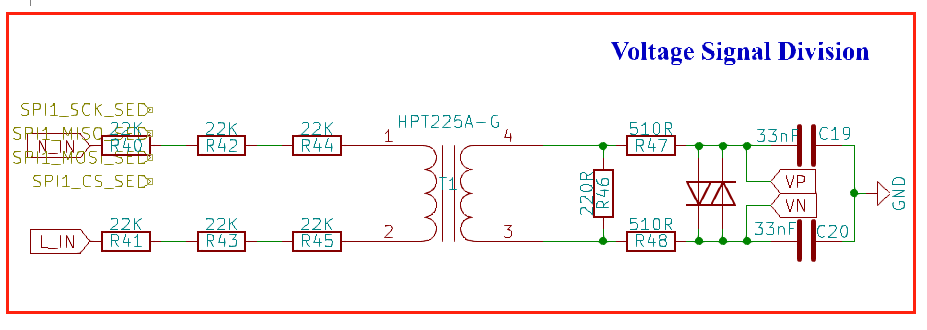 Voltage Signal Division
SPI1_SCK_SED
SPI1_MISO_SED
SPI1_MOSI_SED
SPI1_CS_SED
N_IN
22K
R40
22K
R42
22K
R44
1
HPT225A-G
4
510R
R47
33nF
C19
T1
220R
R46
VP
VN
GND
L_IN
22K
R41
22K
R43
22K
R45
2
3
510R
R48
33nF
C20